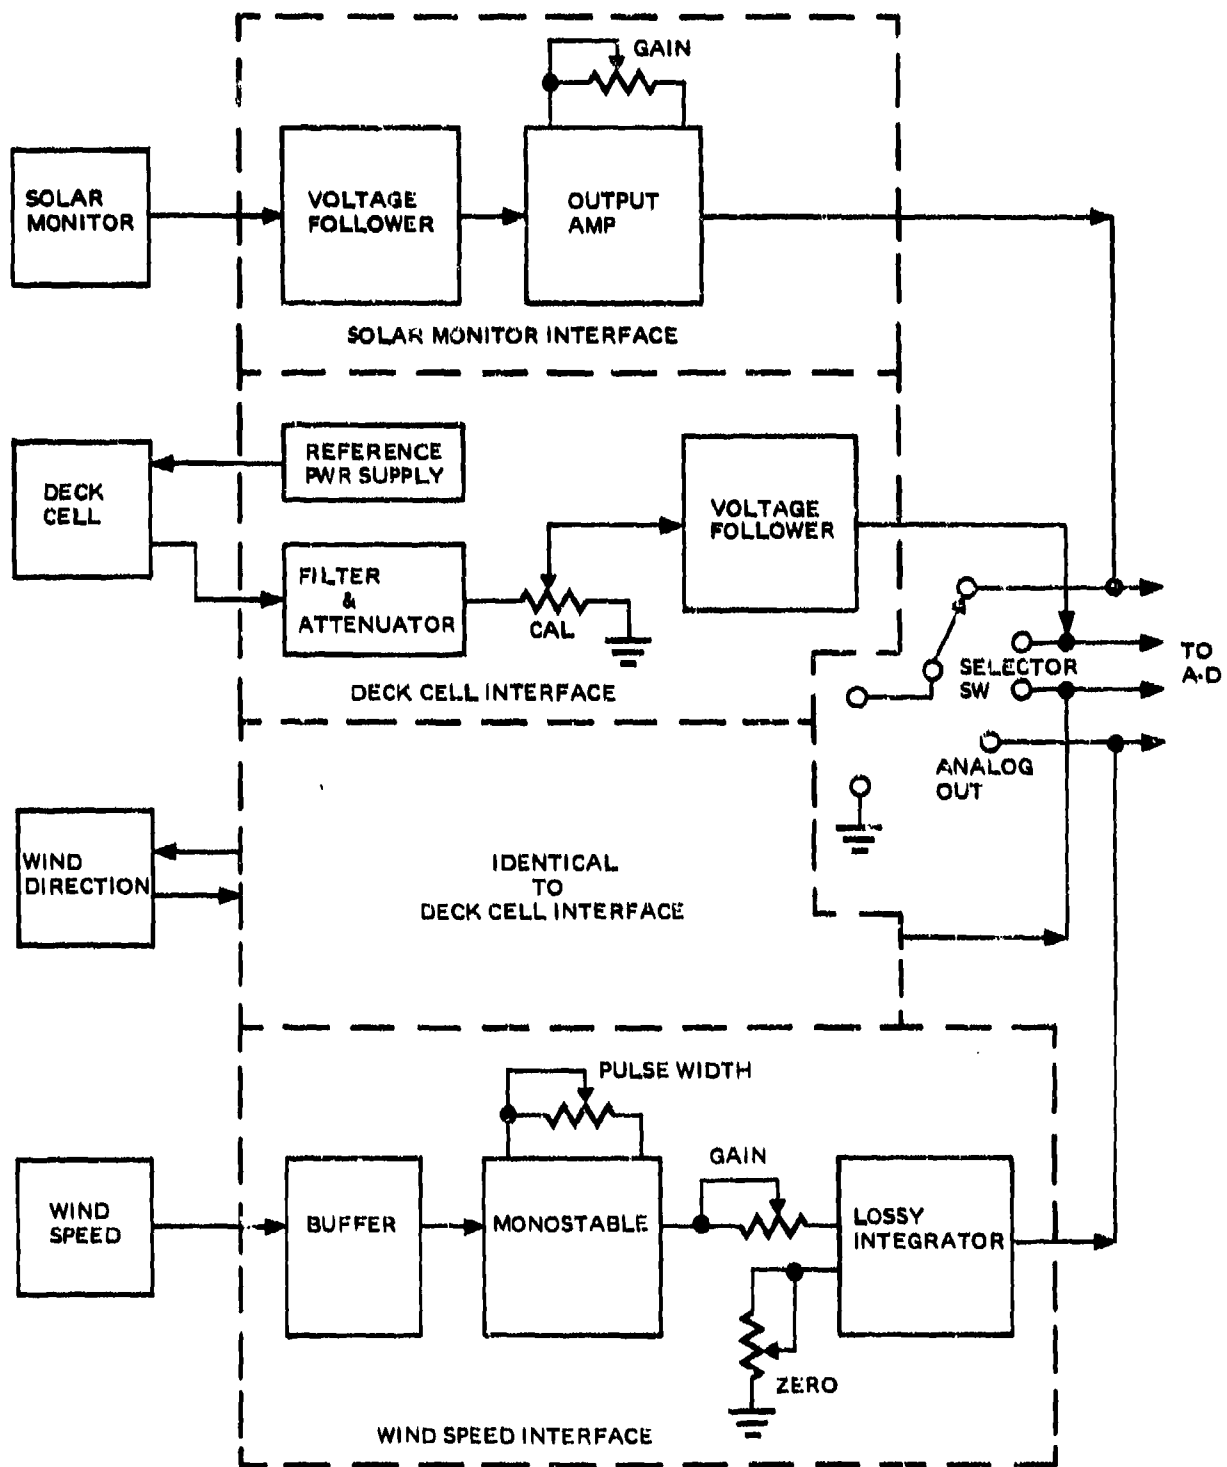 GAIN
SOLAR
MONITOR
VOLTAGE
FOLLOWER
OUTPUT
AMP
SOLAR MONITOR INTERFACE
REFERENCE
PWR SUPPLY
DECK
CELL
VOLTAGE
FOLLOWER
FILTER
&
ATTENUATOR
CAL
DECK CELL INTERFACE
SELECTOR
SW
TO
A-D
ANALOG
OUT
WIND
DIRECTION
IDENTICAL
TO
DECK CELL INTERFACE
PULSE WIDTH
GAIN
WIND
SPEED
BUFFER
MONOSTABLE
LOSSY
INTEGRATOR
ZERO
WIND SPEED INTERFACE